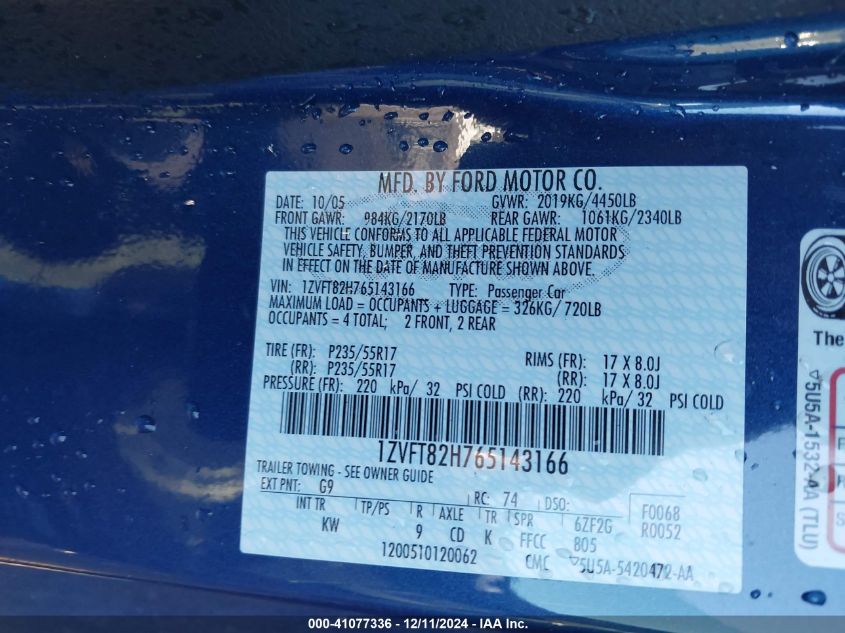 MFD. BY FORD MOTOR CO.
DATE: 10/05 GVWR: 2019KG/4450LB
FRONT GAWR: 984KG/2170LB REAR GAWR: 1061KG/2340LB
THIS VEHICLE CONFORMS TO ALL APPLICABLE FEDERAL MOTOR
VEHICLE SAFETY, BUMPER, AND THEFT PREVENTION STANDARDS
IN EFFECT ON THE DATE OF MANUFACTURE SHOWN ABOVE.
VIN: 1ZVFT82H765143166 TYPE: Passenger Car
MAXIMUM LOAD = OCCUPANTS + LUGGAGE = 326KG/ 720LB
OCCUPANTS = 4 TOTAL; 2 FRONT, 2 REAR
TIRE (FR): P235/55R17 RIMS (FR): 17 X 8.0J
(RR): P235/55R17 (RR): 17 X 8.0J
PRESSURE (FR): 220 kPa/ 32 PSI COLD (RR): 220 kPa/ 32 PSI COLD
1ZVFT82H765143166
TRAILER TOWING - SEE OWNER GUIDE
EXT PNT: G9 RC: 74 DSO: F0068
INT TR TP/PS R AXLE TR SPR 6ZF2G R0052
KW 9 CD K FFCC 805
1200510120062 CMC ▽5U5A-5420472-AA
The
▽5U5A-1532-AA (TLU)
000-41077336 - 12/11/2024 - IAA Inc.